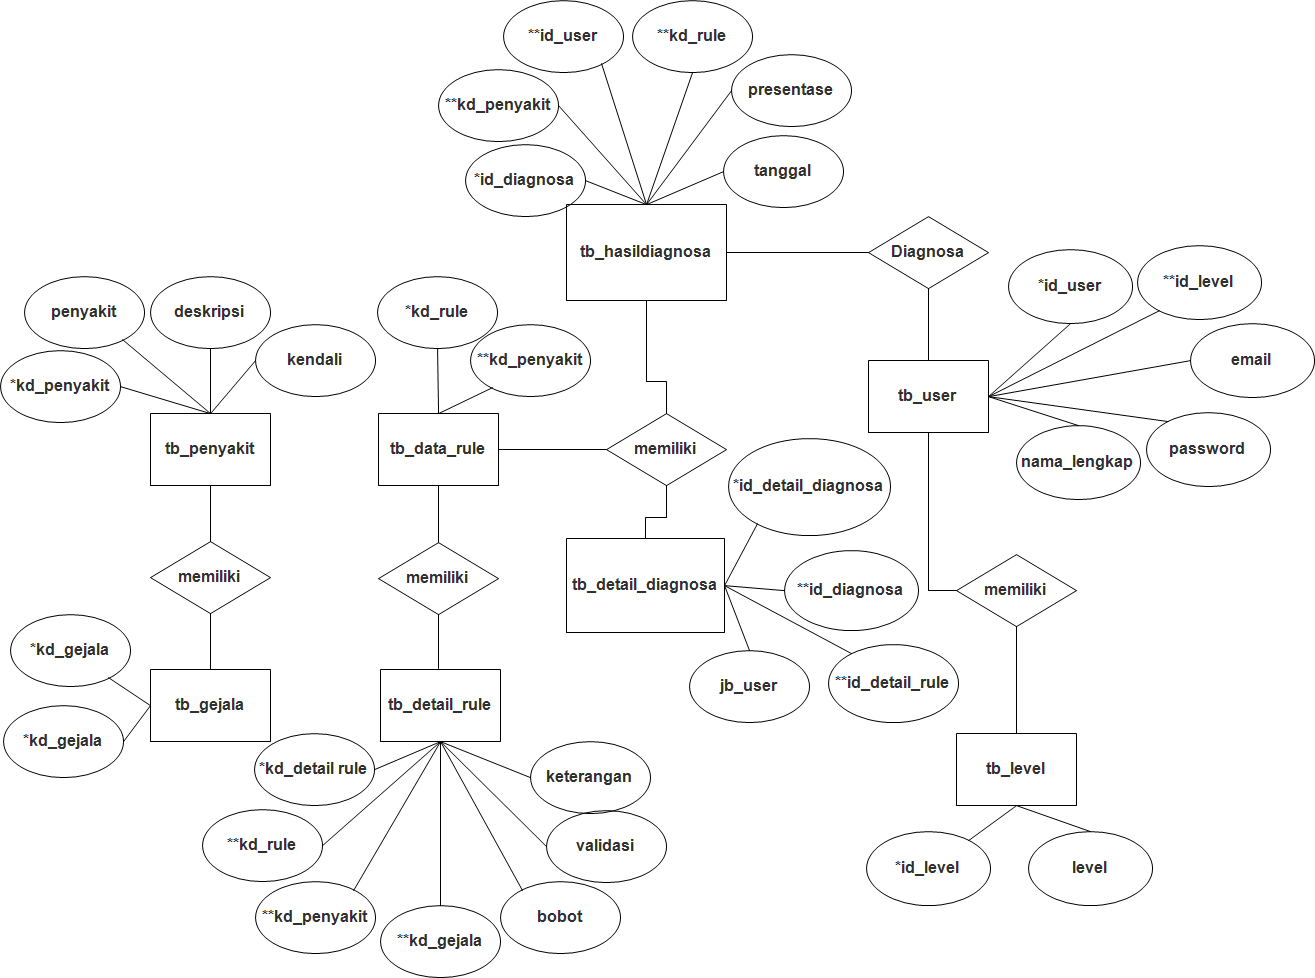 **id_user
**kd_rule
presentase
**kd_penyakit
tanggal
*id_diagnosa
tb_hasildiagnosa
Diagnosa
*id_user
**id_level
email
password
nama_lengkap
tb_user
penyakit
deskripsi
kendali
*kd_penyakit
*kd_rule
**kd_penyakit
tb_penyakit
tb_data_rule
memiliki
*id_detail_diagnosa
memiliki
memiliki
tb_detail_diagnosa
**id_diagnosa
memiliki
*kd_gejala
jb_user
**id_detail_rule
tb_gejala
tb_detail_rule
*kd_gejala
*kd_detail rule
keterangan
tb_level
**kd_rule
validasi
*id_level
level
**kd_penyakit
bobot
**kd_gejala